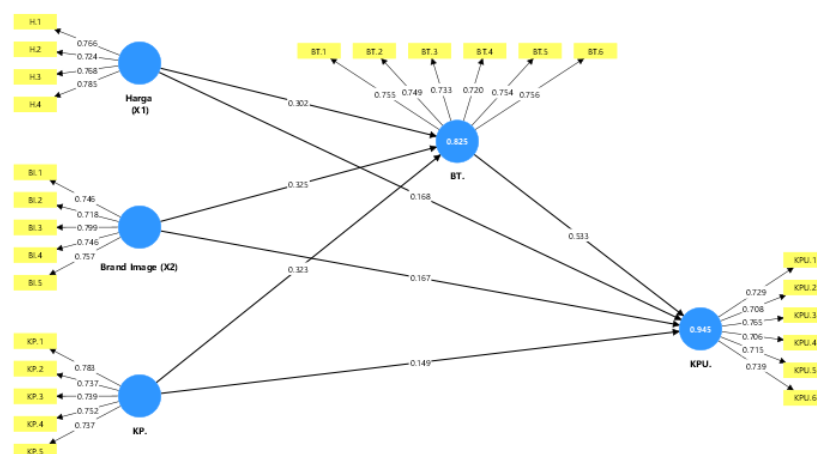 H.1
H.2
H.3
H.4
0.766
0.724
0.768
0.785
Harga
(X1)
BT.1
BT.2
BT.3
BT.4
BT.5
BT.6
0.755
0.749
0.733
0.720
0.754
0.756
0.825
BT.
0.302
0.325
0.323
0.168
0.167
0.149
0.533
BI.1
BI.2
BI.3
BI.4
BI.5
0.746
0.718
0.799
0.746
0.757
Brand Image (X2)
KP.1
KP.2
KP.3
KP.4
KP.5
0.783
0.737
0.739
0.752
0.737
KP.
0.945
KPU.
KPU.1
KPU.2
KPU.3
KPU.4
KPU.5
KPU.6
0.729
0.708
0.765
0.706
0.715
0.739